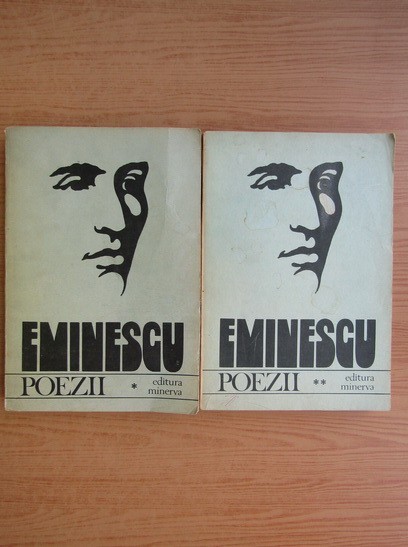 EMINESCU
POEZII * editura
minerva
EMINESCU
POEZII ** editura
minerva